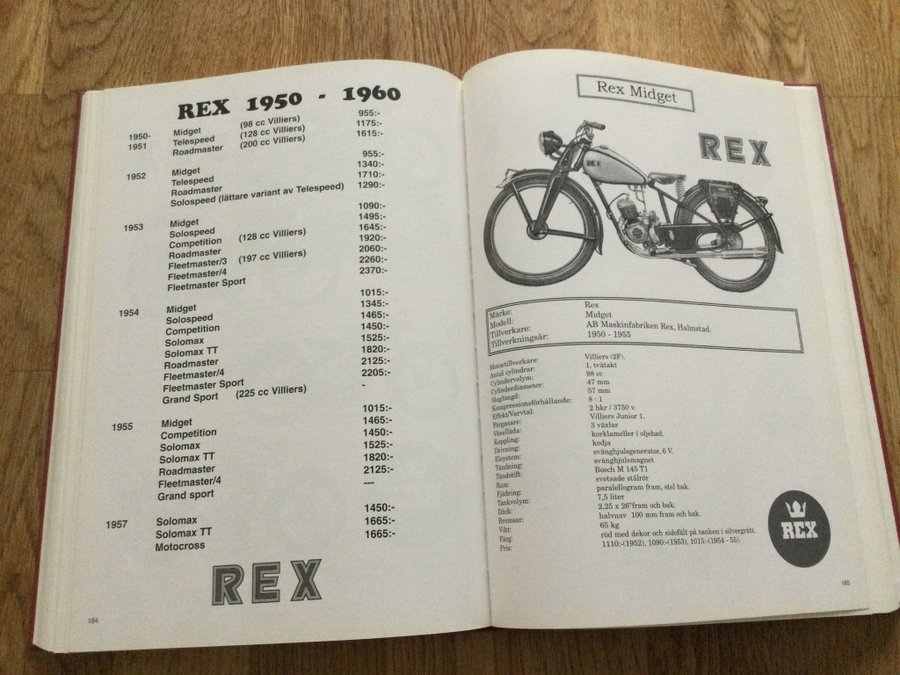 REX 1950 - 1960
1950- Midget (98 cc Villiers) 955:-
1951 Telespeed (128 cc Villiers) 1175:-
Roadmaster (200 cc Villiers) 1615:-
1952 Midget 955:-
Telespeed 1340:-
Roadmaster 1710:-
Solospeed (lättare variant av Telespeed) 1290:-
1953 Midget 1090:-
Solospeed 1495:-
Competition (128 cc Villiers) 1645:-
Roadmaster 1920:-
Fleetmaster/3 (197 cc Villiers) 2060:-
Fleetmaster/4 2260:-
Fleetmaster Sport 2370:-
1954 Midget 1015:-
Solospeed 1345:-
Competition 1465:-
Solomax 1450:-
Solomax TT 1525:-
Roadmaster 1820:-
Fleetmaster/4 2125:-
Fleetmaster Sport 2205:-
Grand Sport (225 cc Villiers) -
1955 Midget 1015:-
Competition 1465:-
Solomax 1450:-
Solomax TT 1525:-
Roadmaster 1820:-
Fleetmaster/4 2125:-
Grand sport ---
1957 Solomax 1450:-
Solomax TT 1665:-
Motocross 1665:-
REX
184
Rex Midget
REX
REX
Märke: Rex
Modell: Midget
Tillverkare: AB Maskinfabriken Rex, Halmstad.
Tillverkningsår: 1950 - 1955
Motortillverkare: Villiers (2F).
Antal cylindrar: 1, tvåtakt
Cylindervolym: 98 cc
Cylinderdiameter: 47 mm
Slaglängd: 57 mm
Kompressionsförhållande: 8 : 1
Effekt/Varvtal: 2 hkr / 3750 v.
Förgasare: Villiers Junior 1.
Växellåda: 3 växlar
Koppling: korklameller i oljebad.
Drivning: kedja
Elsystem: svänghjulsgenerator, 6 V.
Tändning: svänghjulsmagnet
Tändstift: Bosch M 145 T1
Ram: svetsade stålrör
Fjädring: paralellogram fram, stel bak.
Tankvolym: 7,5 liter
Däck: 2,25 x 26" fram och bak.
Bromsar: halvnav 100 mm fram och bak.
Vikt: 65 kg
Färg: röd med dekor och sidofält på tanken i silvergrått.
Pris: 1110:-(1952), 1090:-(1953), 1015:-(1954 - 55).
REX
185